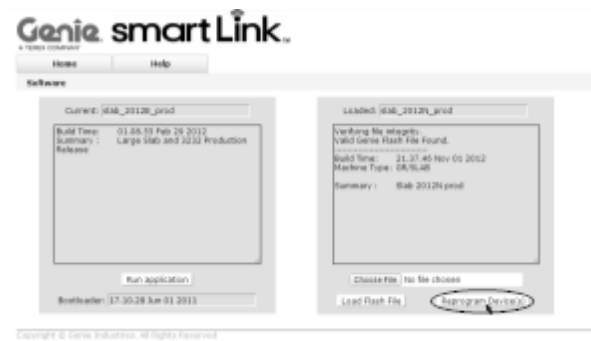 Genie smartLink
A TEREX COMPANY
Home Help
Software
Current: slab_2012B_prod
Build Time: 01.08.59 Feb 26 2012
Summary : Large Slab and 3232 Production
Release
Run application
Bootloader: 17.10.28 Jun 01 2011
Loaded: slab_2012N_prod
Verifying file integrity.
Valid Genie Flash File Found.
--------------------
Build Time: 21.37.46 Nov 01 2012
Machine Type: GR/SLAB
Summary : Slab 2012N prod
Choose File No file chosen
Load Flash File Reprogram Device(s)
Copyright © Genie Industries. All Rights Reserved